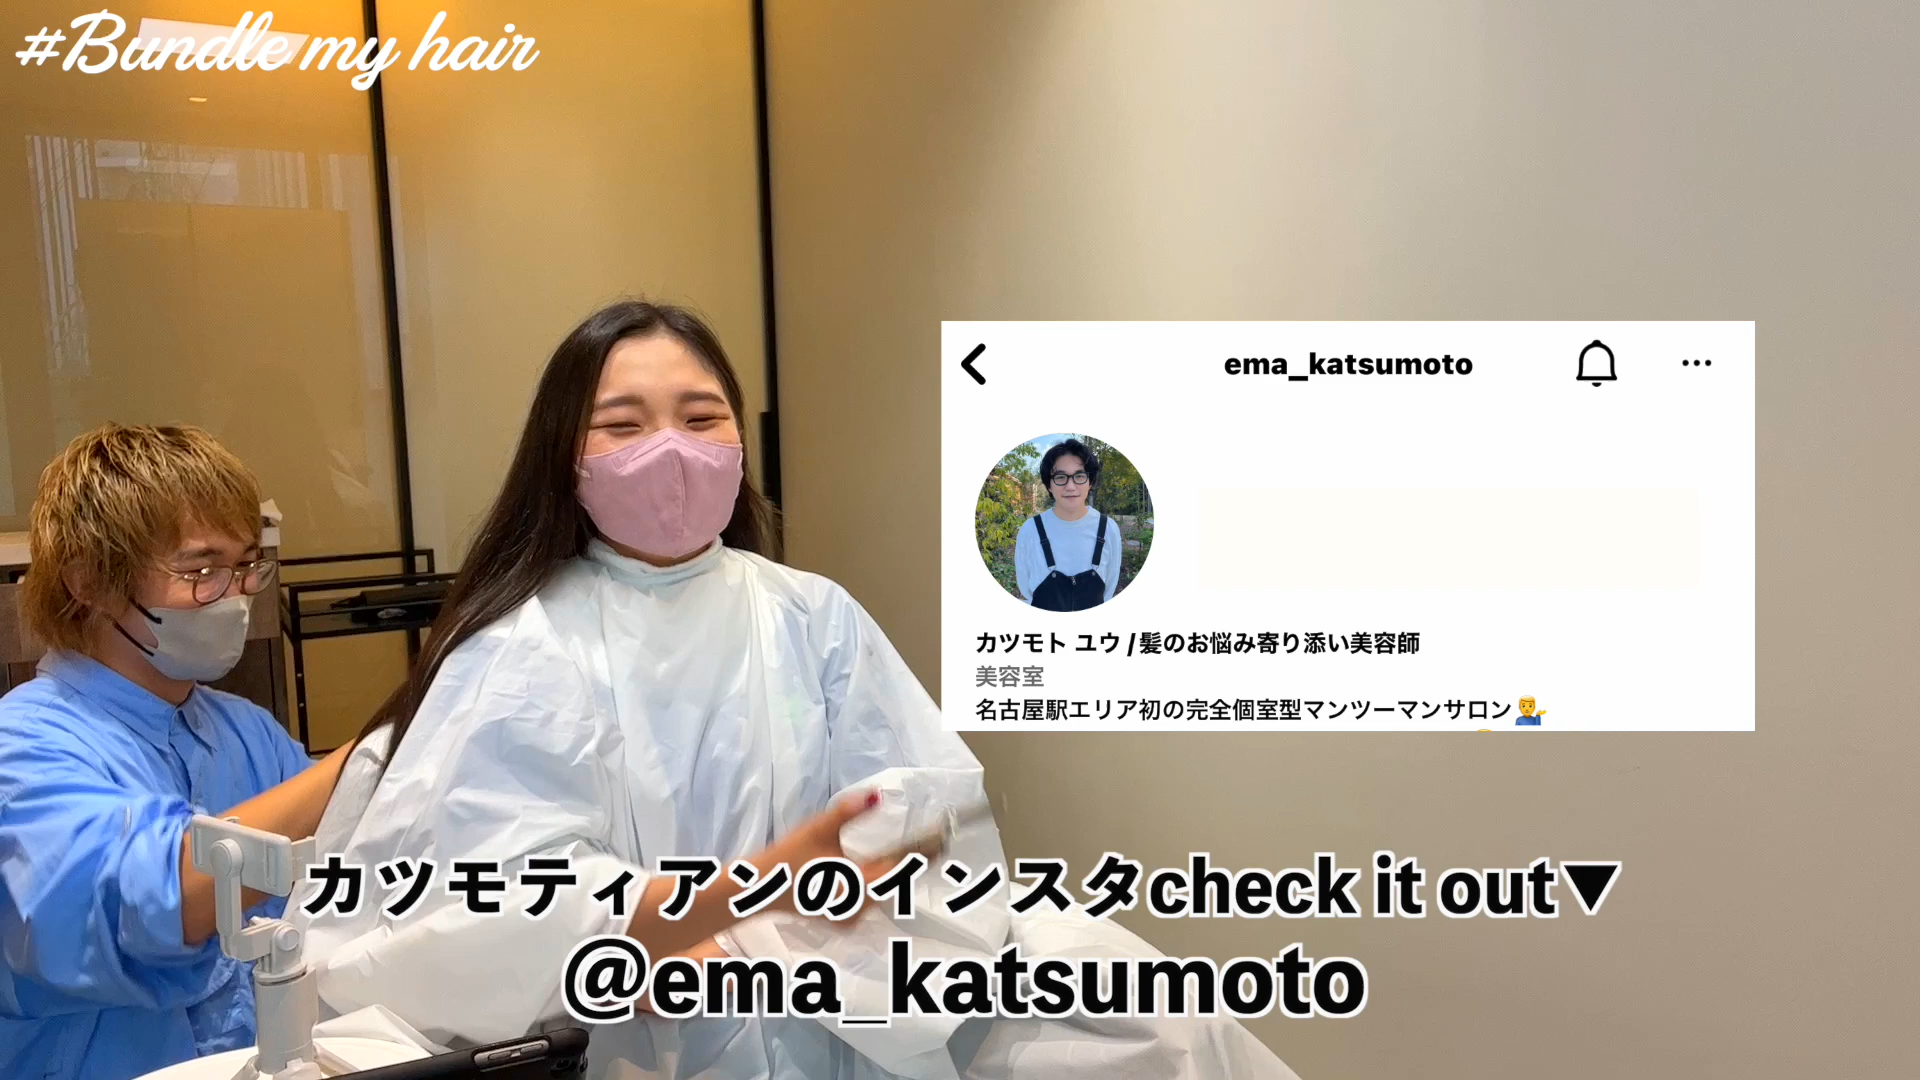 #Bundle my hair
ema_katsumoto
カツモト ユウ / 髪のお悩み寄り添い美容師
美容室
名古屋駅エリア初の完全個室型マンツーマンサロン💁‍♂️
カツモティアンのインスタcheck it out▼
@ema_katsumoto